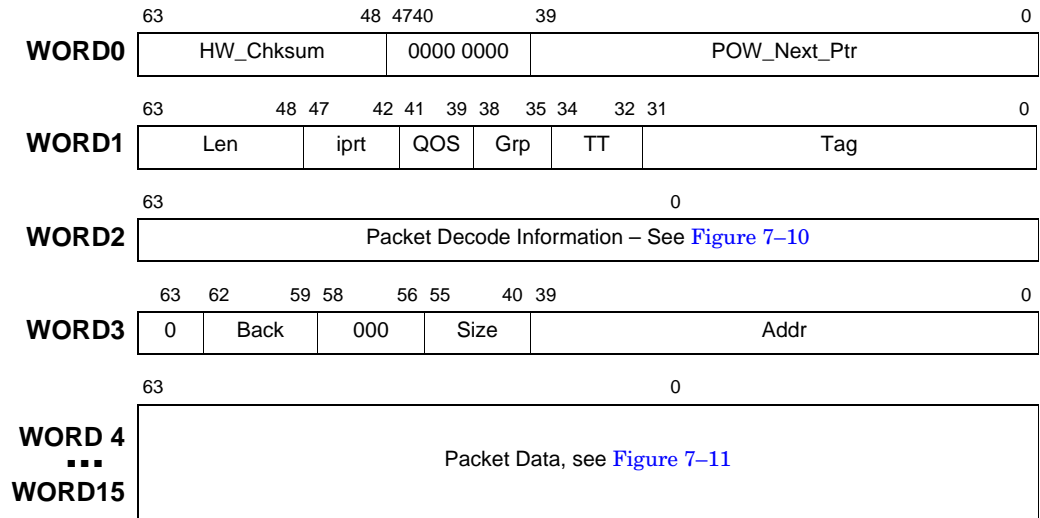 63 48 4740 39 0
WORD0 HW_Chksum 0000 0000 POW_Next_Ptr
63 48 47 42 41 39 38 35 34 32 31 0
WORD1 Len iprt QOS Grp TT Tag
63 0
WORD2 Packet Decode Information – See Figure 7–10
63 62 59 58 56 55 40 39 0
WORD3 0 Back 000 Size Addr
63 0
WORD 4
Packet Data, see Figure 7–11
WORD15